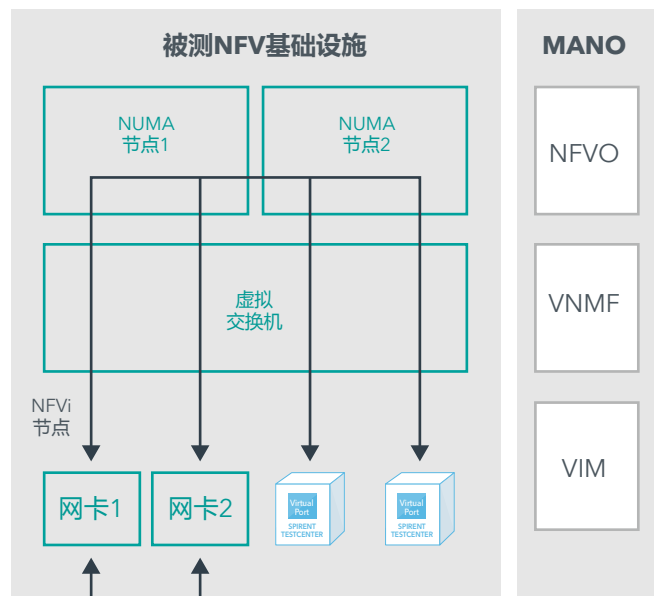 被测NFV基础设施
NUMA
节点1
NUMA
节点2
虚拟
交换机
NFVi
节点
网卡1
网卡2
Virtual
Port
SPIRENT
TESTCENTER
Virtual
Port
SPIRENT
TESTCENTER
MANO
NFVO
VNMF
VIM